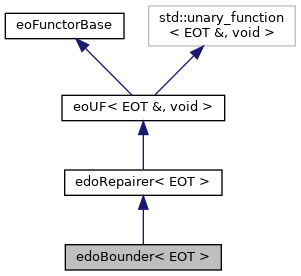 eoFunctorBase
std::unary_function
< EOT &, void >
eoUF< EOT &, void >
edoRepairer< EOT >
edoBounder< EOT >